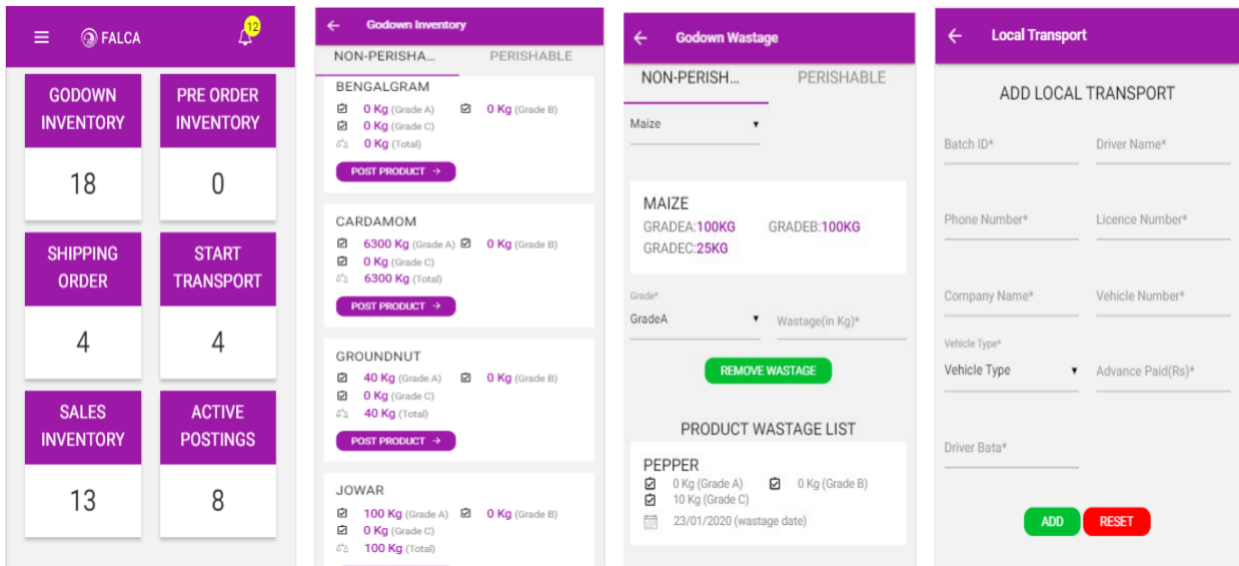 FALCA
12
GODOWN
INVENTORY
18
PRE ORDER
INVENTORY
0
SHIPPING
ORDER
4
START
TRANSPORT
4
SALES
INVENTORY
13
ACTIVE
POSTINGS
8
Godown Inventory
NON-PERISHA... PERISHABLE
BENGALGRAM
0 Kg (Grade A) 0 Kg (Grade B)
0 Kg (Grade C)
0 Kg (Total)
POST PRODUCT →
CARDAMOM
6300 Kg (Grade A) 0 Kg (Grade B)
0 Kg (Grade C)
6300 Kg (Total)
POST PRODUCT →
GROUNDNUT
40 Kg (Grade A) 0 Kg (Grade B)
0 Kg (Grade C)
40 Kg (Total)
POST PRODUCT →
JOWAR
100 Kg (Grade A) 0 Kg (Grade B)
0 Kg (Grade C)
100 Kg (Total)
Godown Wastage
NON-PERISH... PERISHABLE
Maize
MAIZE
GRADEA:100KG GRADEB:100KG
GRADEC:25KG
Grade*
GradeA Wastage(in Kg)*
REMOVE WASTAGE
PRODUCT WASTAGE LIST
PEPPER
0 Kg (Grade A) 0 Kg (Grade B)
10 Kg (Grade C)
23/01/2020 (wastage date)
Local Transport
ADD LOCAL TRANSPORT
Batch ID* Driver Name*
Phone Number* Licence Number*
Company Name* Vehicle Number*
Vehicle Type*
Vehicle Type Advance Paid(Rs)*
Driver Bata*
ADD RESET